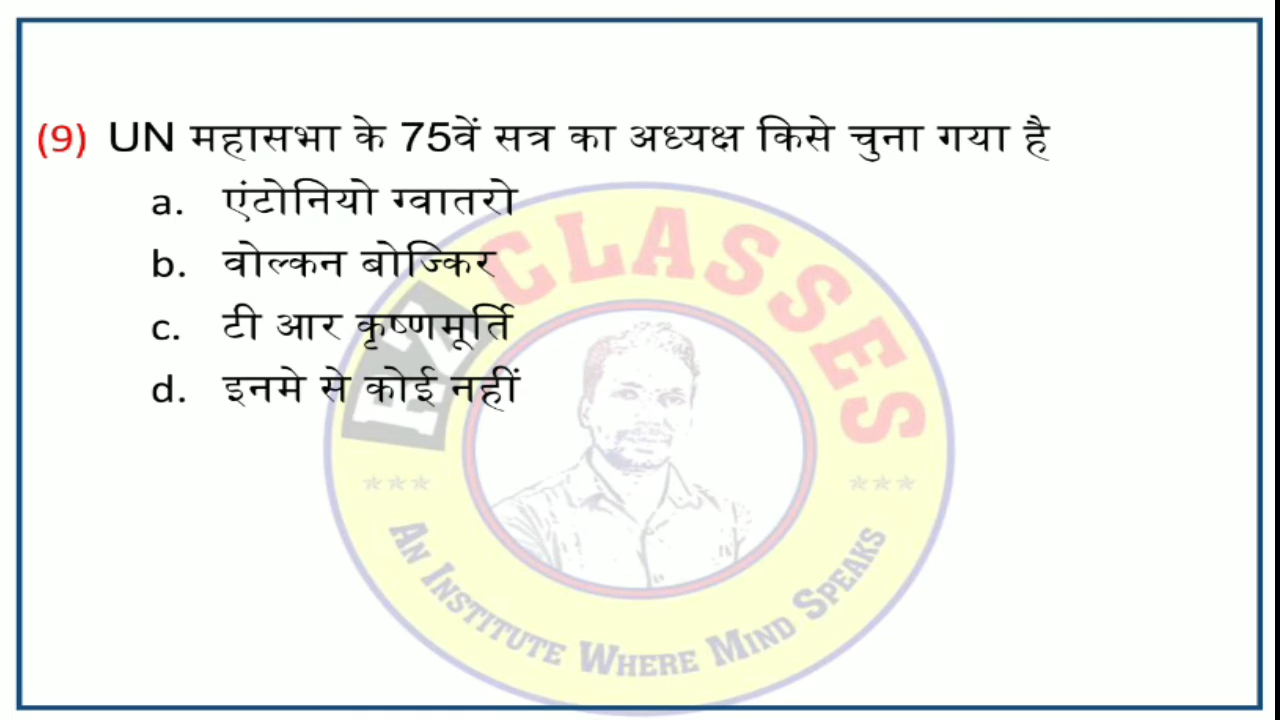 (9) UN महासभा के 75वें सत्र का अध्यक्ष किसे चुना गया है
a. एंटोनियो ग्वातरो
b. वोल्कन बोज्किर
c. टी आर कृष्णमूर्ति
d. इनमे से कोई नहीं
CLASSES
AN INSTITUTE WHERE MIND SPEAKS